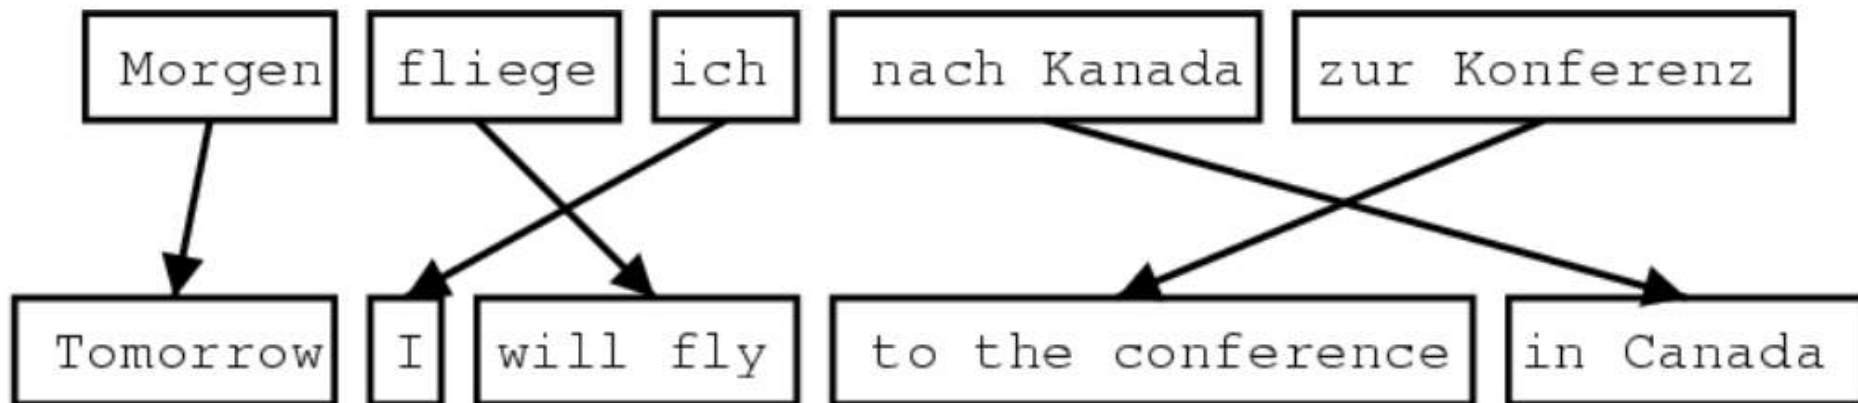 Morgen fliege ich nach Kanada zur Konferenz
Tomorrow I will fly to the conference in Canada